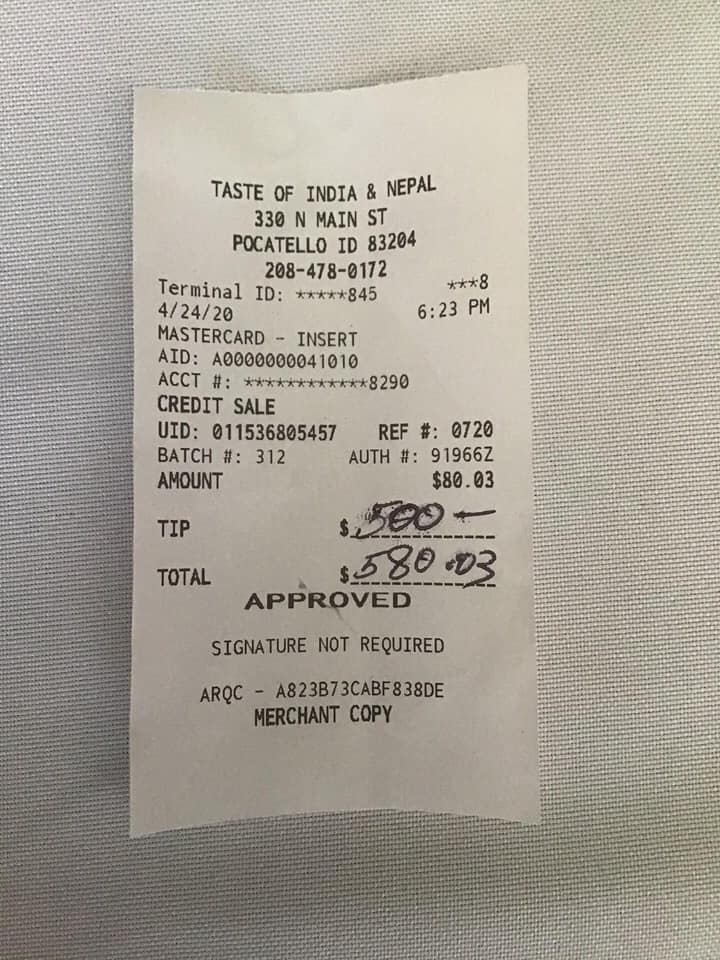 TASTE OF INDIA & NEPAL
330 N MAIN ST
POCATELLO ID 83204
208-478-0172
Terminal ID: *****845 ***8
4/24/20 6:23 PM
MASTERCARD - INSERT
AID: A0000000041010
ACCT #: ************8290
CREDIT SALE
UID: 011536805457 REF #: 0720
BATCH #: 312 AUTH #: 91966Z
AMOUNT $80.03
TIP $ 500 —
TOTAL $ 580.03
APPROVED
SIGNATURE NOT REQUIRED
ARQC - A823B73CABF838DE
MERCHANT COPY